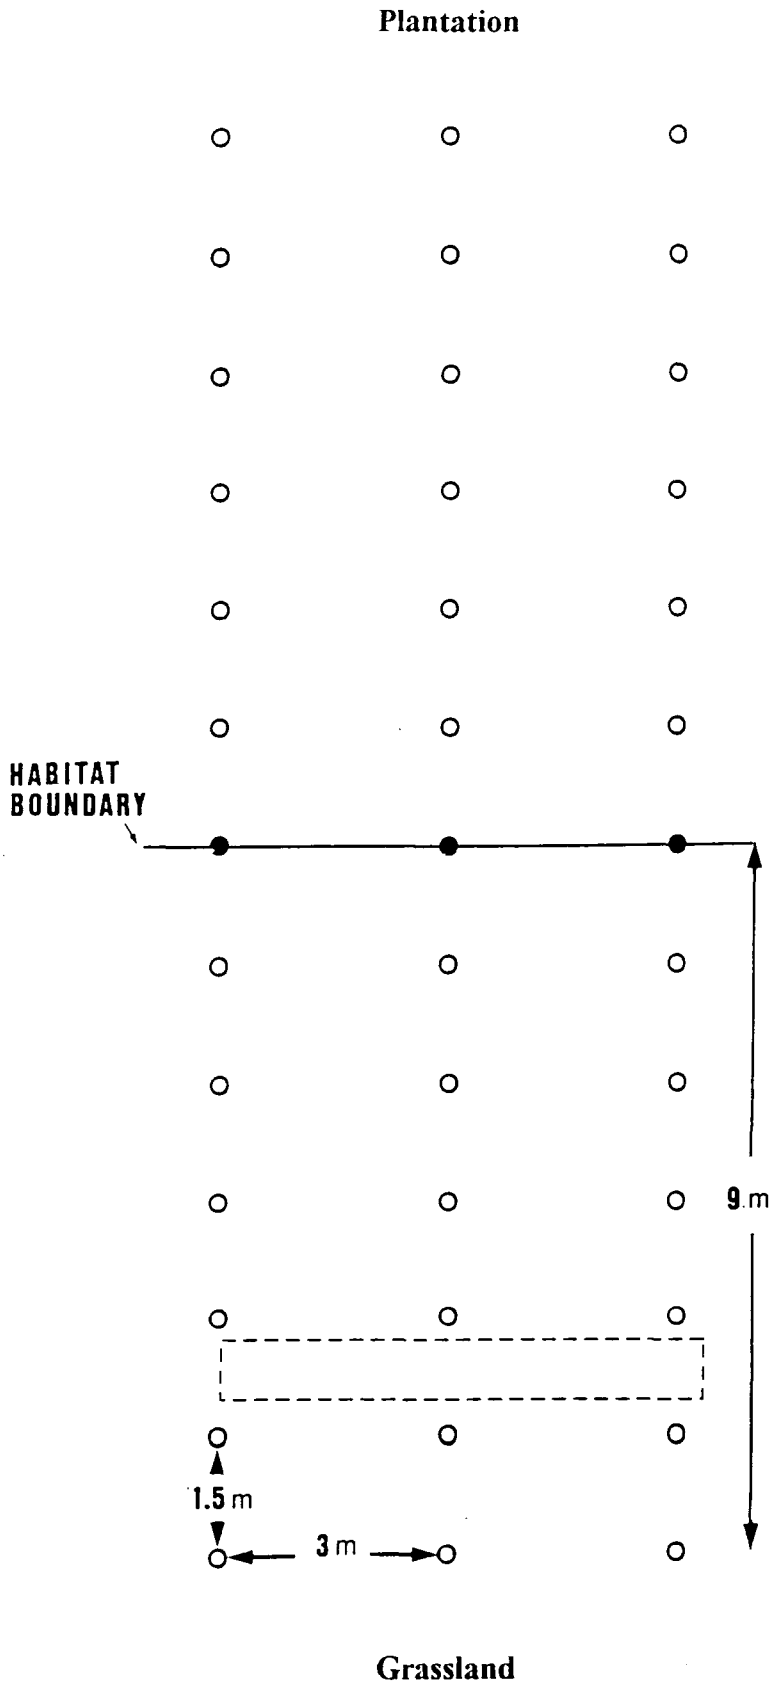 Plantation
HABITAT
BOUNDARY
9 m
1.5 m
3 m
Grassland